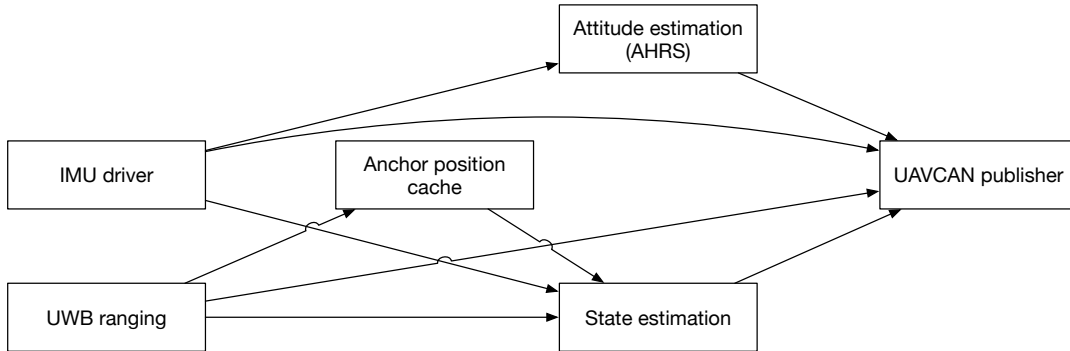 Attitude estimation
(AHRS)
IMU driver
Anchor position
cache
UAVCAN publisher
UWB ranging
State estimation